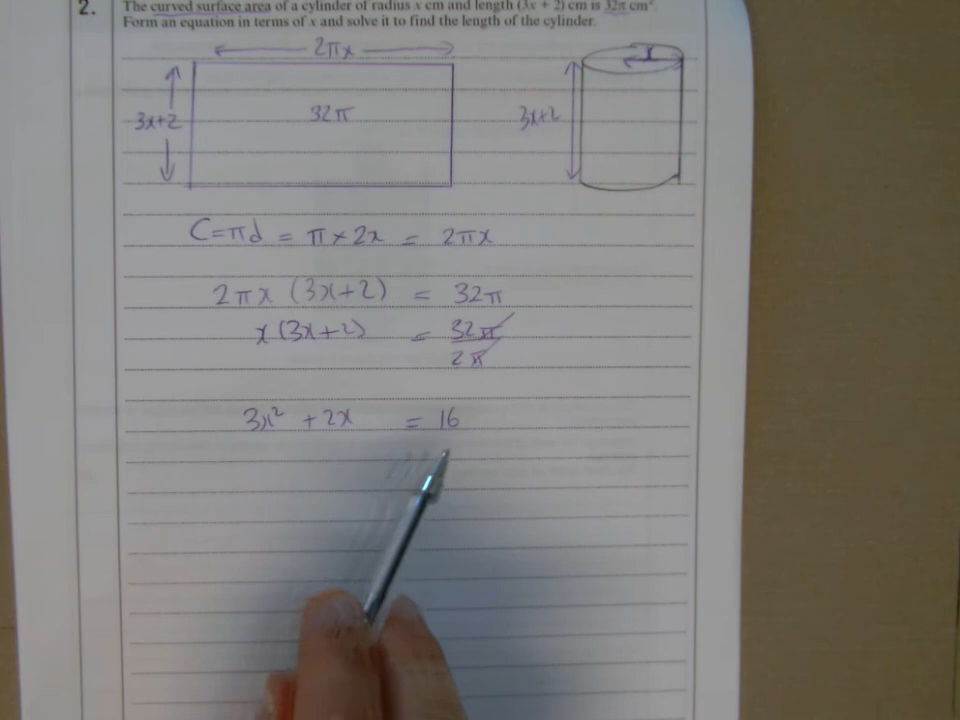 2. The curved surface area of a cylinder of radius x cm and length (3x + 2) cm is 32π cm².
Form an equation in terms of x and solve it to find the length of the cylinder.
2πx
x
3x+2
32π
3x+2
C=πd = π×2x = 2πx
2πx (3x+2) = 32π
x(3x+2) = 32π
2π
3x² +2x = 16